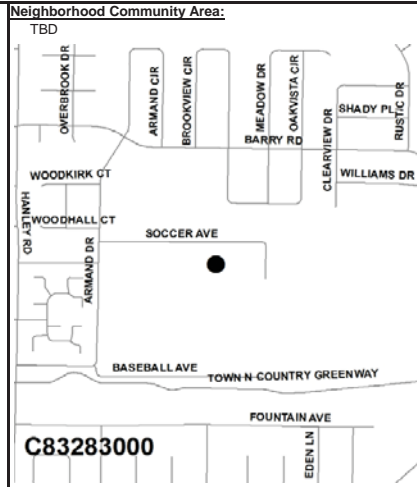 Neighborhood Community Area:
TBD
OVERBROOK DR
ARMAND CIR
BROOKVIEW CIR
MEADOW DR
OAKVISTA CIR
CLEARVIEW DR
SHADY PL
RUSTIC DR
BARRY RD
WOODKIRK CT
WILLIAMS DR
HANLEY RD
WOODHALL CT
ARMAND DR
SOCCER AVE
BASEBALL AVE
TOWN N COUNTRY GREENWAY
FOUNTAIN AVE
EDEN LN
C83283000